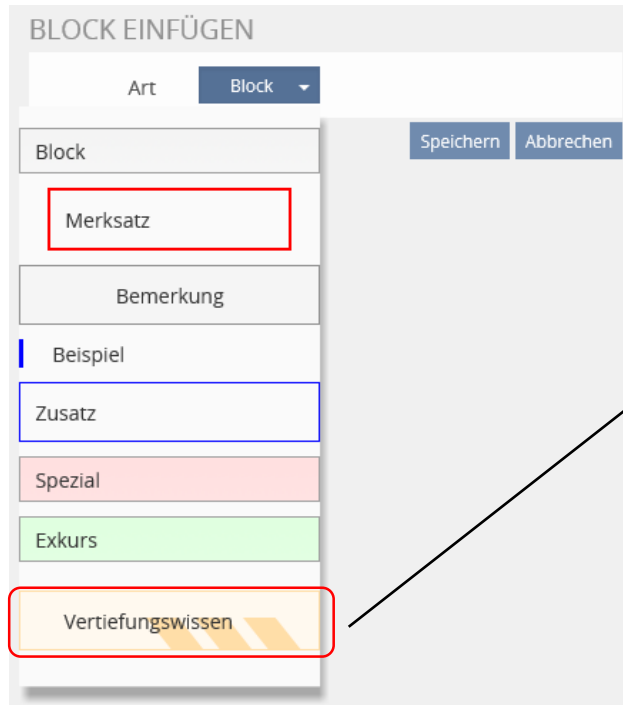 BLOCK EINFÜGEN
Art Block
Speichern Abbrechen
Block
Merksatz
Bemerkung
Beispiel
Zusatz
Spezial
Exkurs
Vertiefungswissen